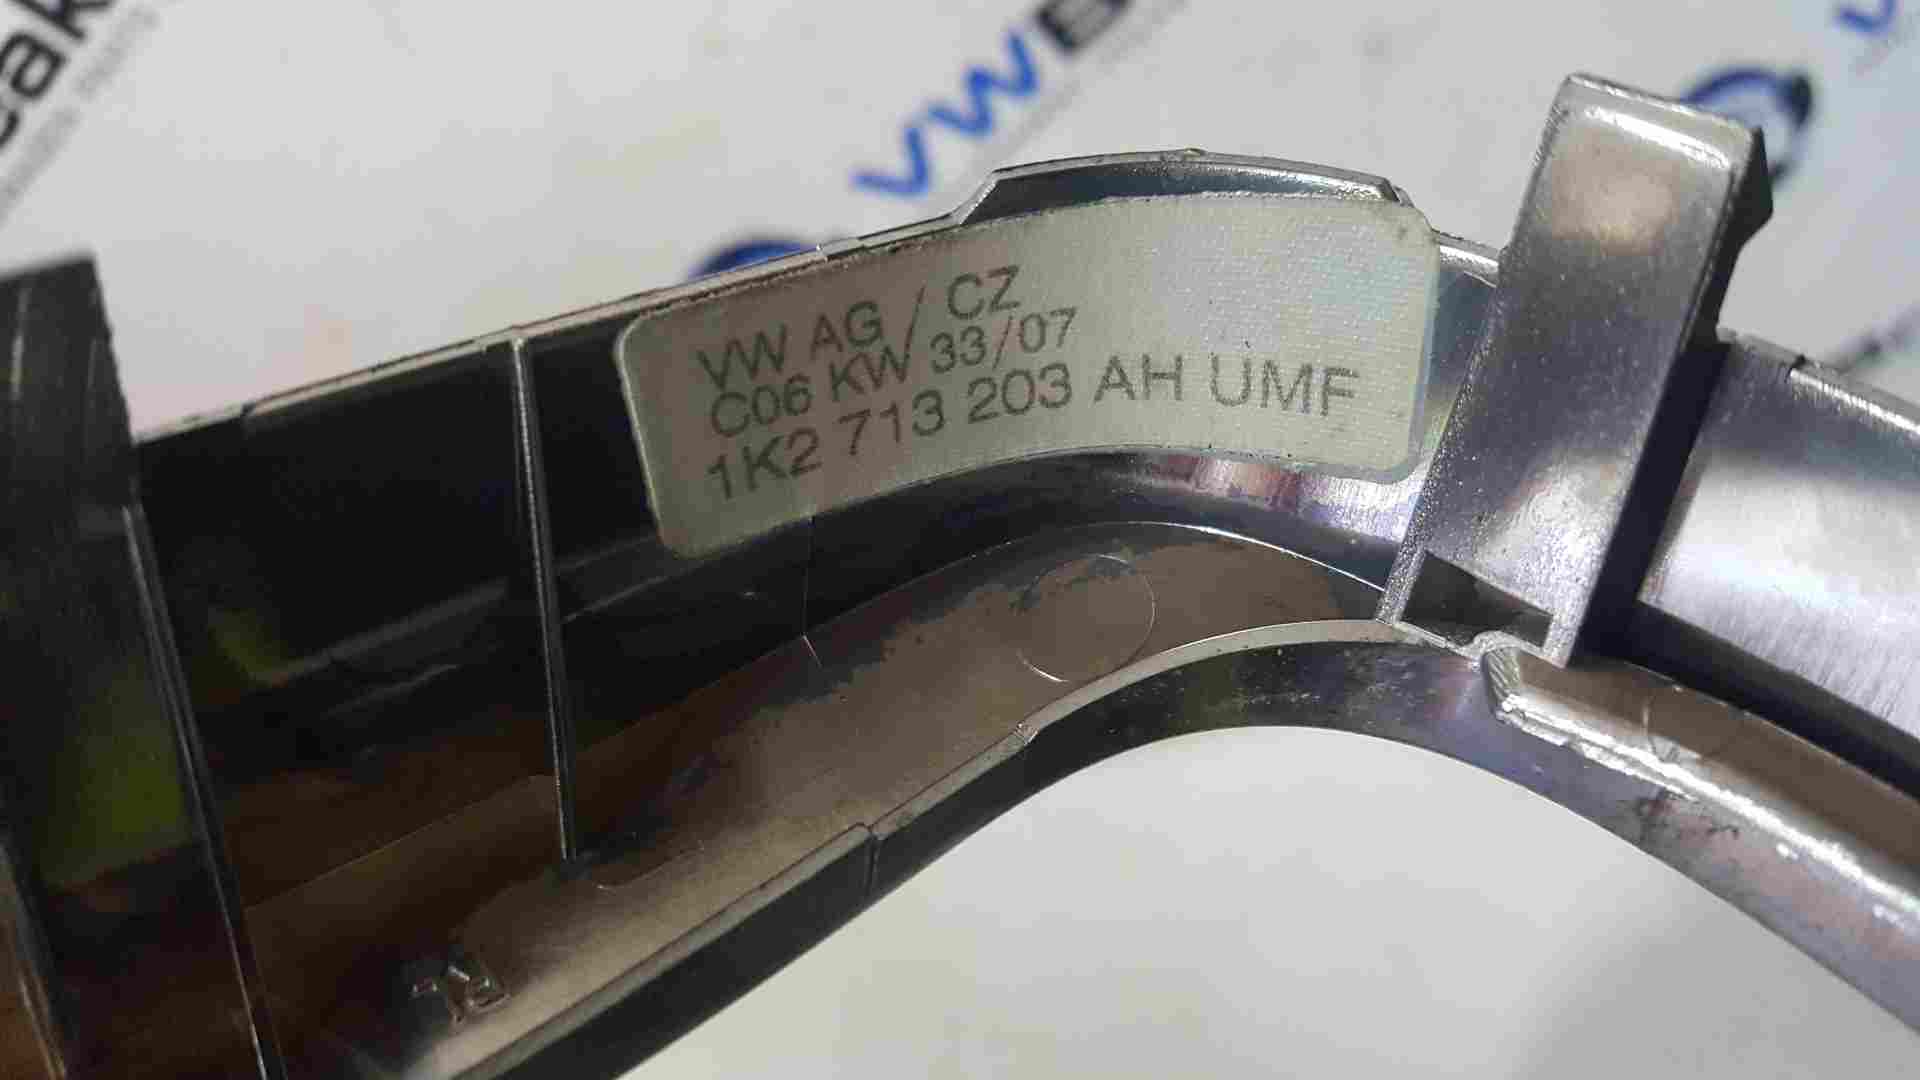 VW
VW AG / CZ
C06 KW 33/07
1K2 713 203 AH UMF